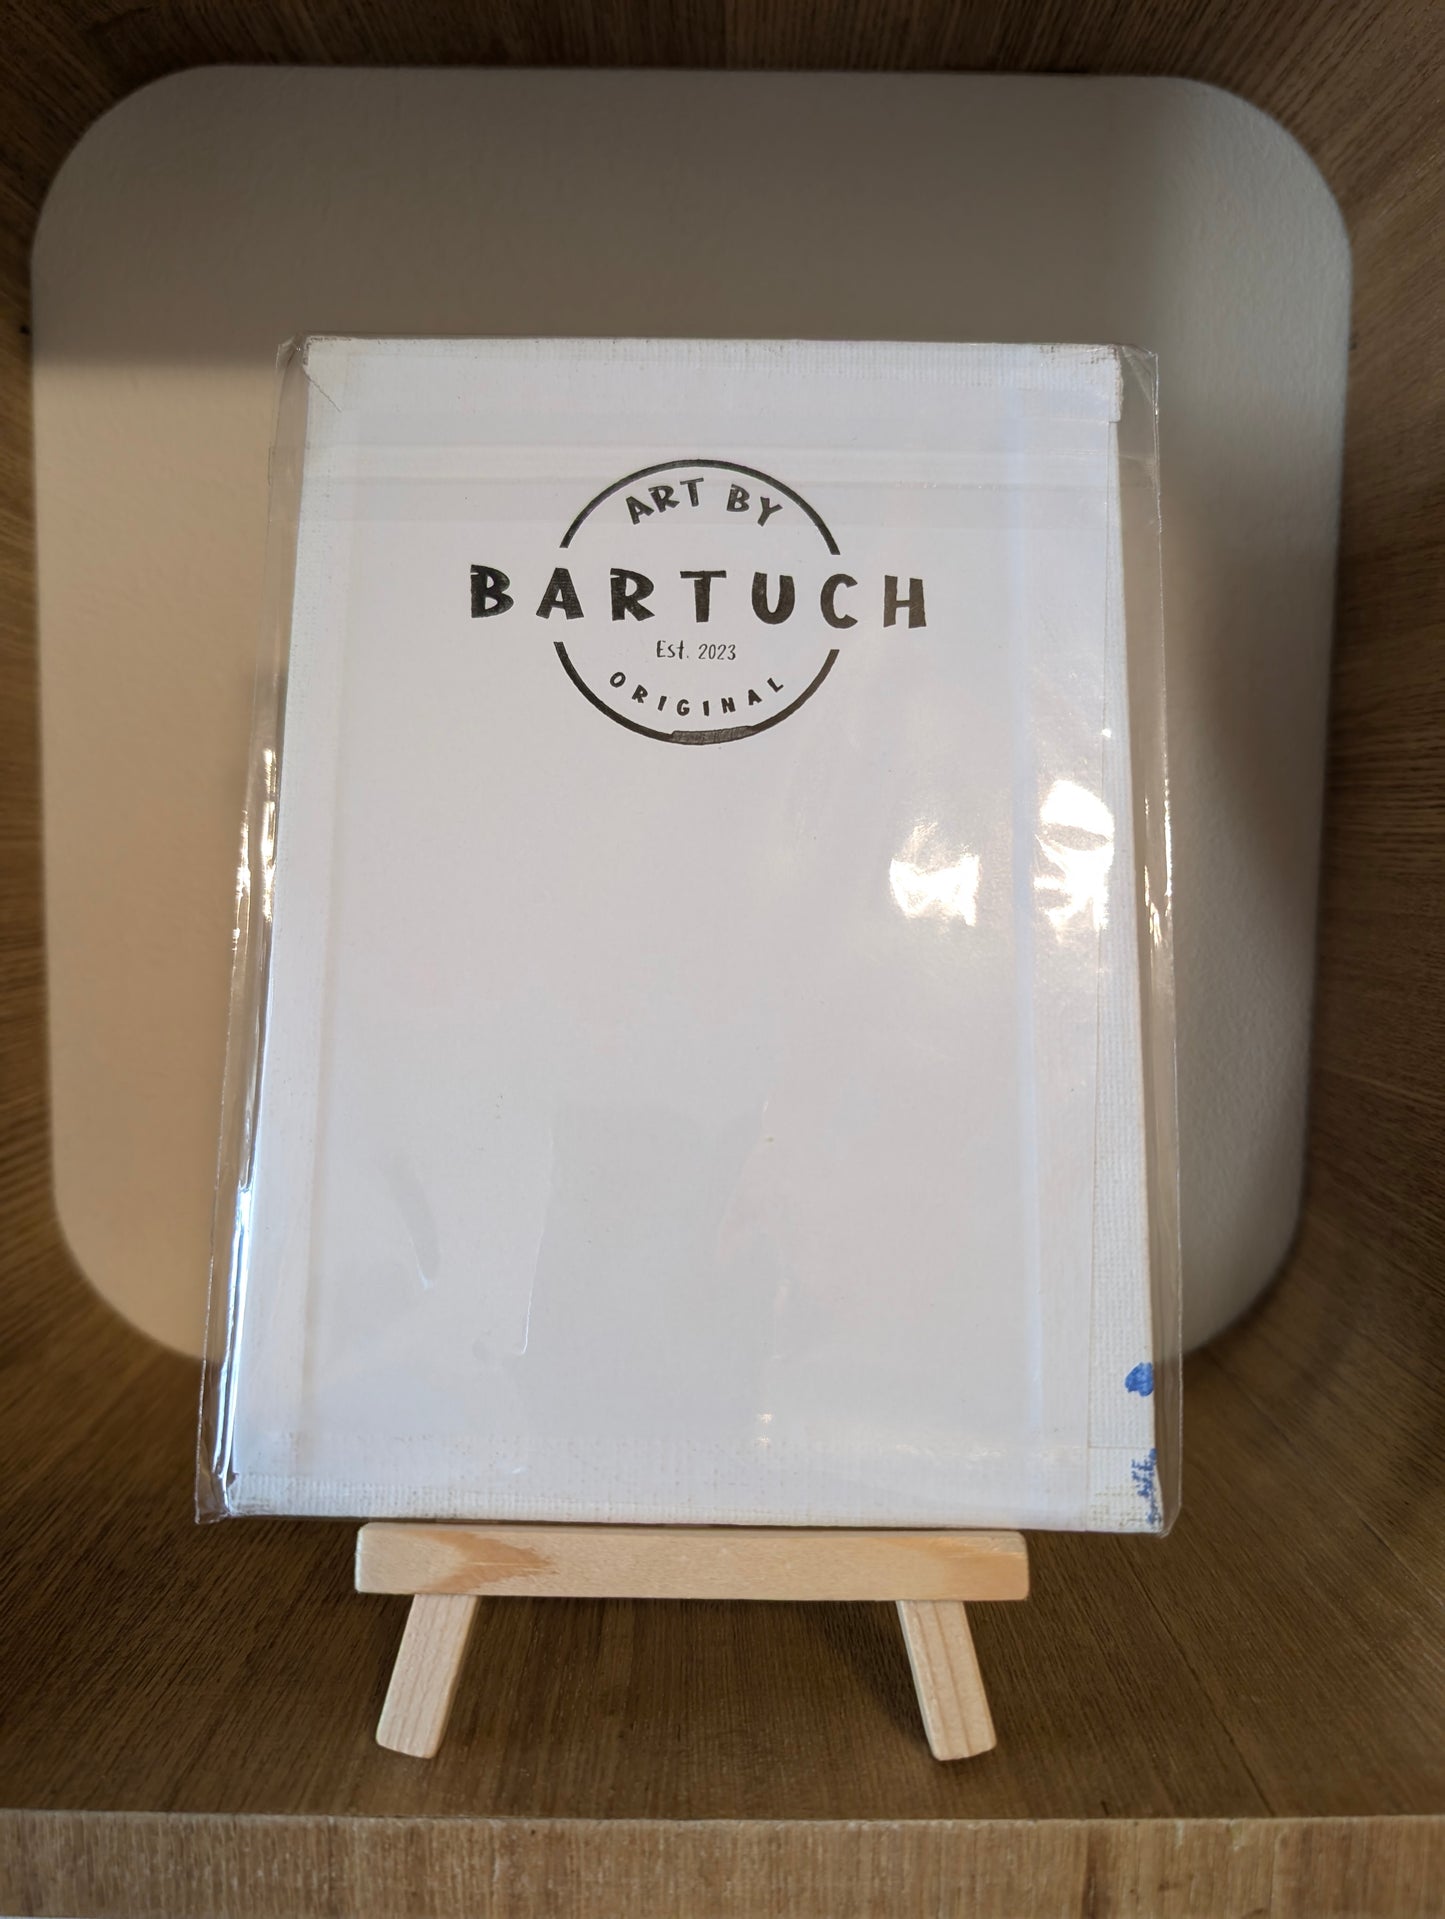 ART BY
BARTUCH
Est. 2023
ORIGINAL